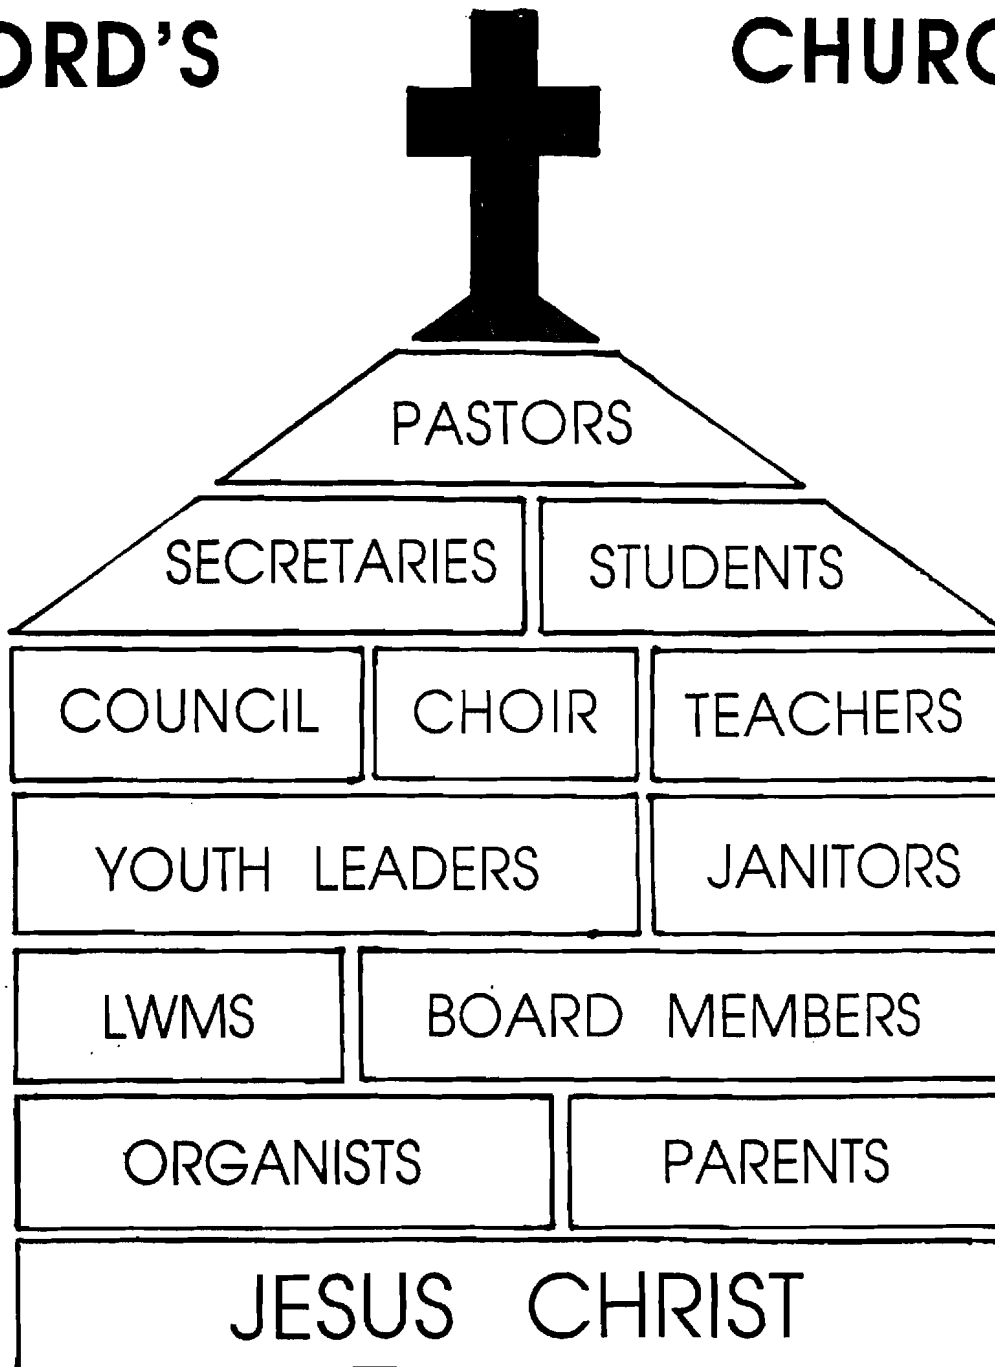 ORD'S CHURC
PASTORS
SECRETARIES STUDENTS
COUNCIL CHOIR TEACHERS
YOUTH LEADERS JANITORS
LWMS BOARD MEMBERS
ORGANISTS PARENTS
JESUS CHRIST